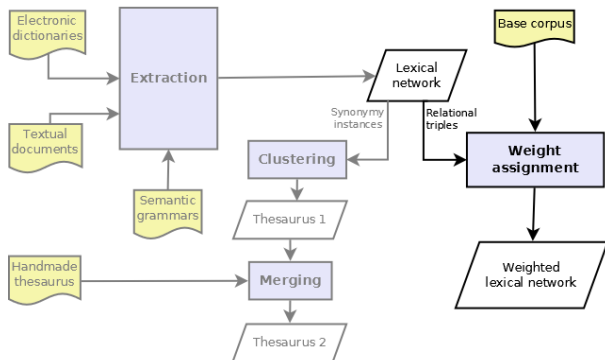 Electronic
dictionaries
Base corpus
Extraction
Lexical
network
Synonymy
instances
Relational
triples
Textual
documents
Clustering
Weight
assignment
Semantic
grammars
Thesaurus 1
Handmade
thesaurus
Merging
Weighted
lexical network
Thesaurus 2